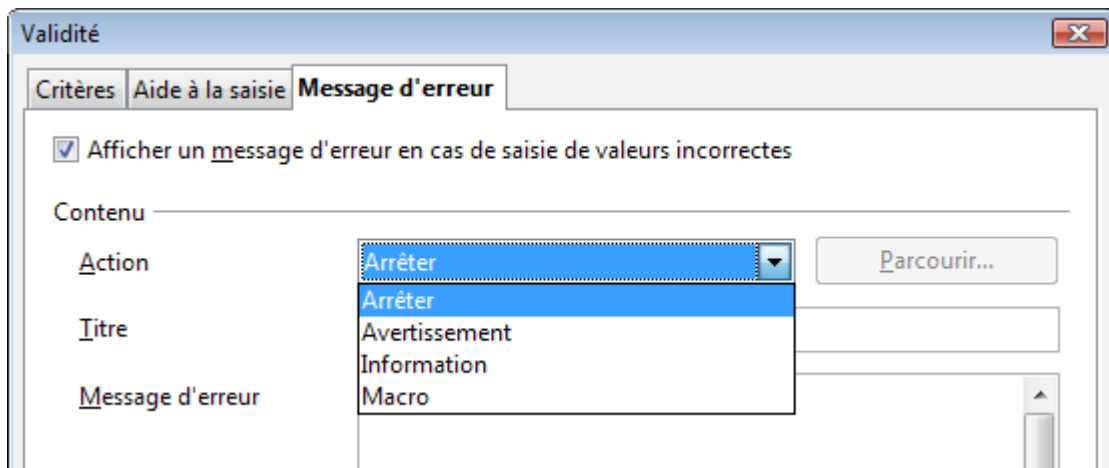 Validité
Critères Aide à la saisie Message d'erreur
Afficher un message d'erreur en cas de saisie de valeurs incorrectes
Contenu
Action Arrêter Parcourir...
Arrêter
Titre
Avertissement
Information
Message d'erreur
Macro